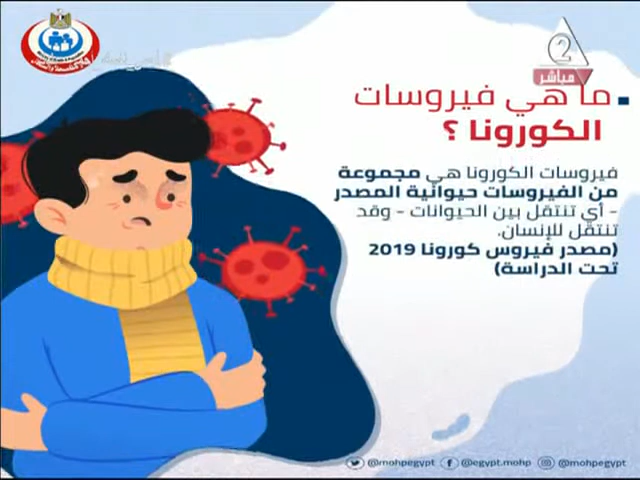 2
مباشر
ما هي فيروسات
الكورونا ؟
فيروسات الكورونا هي مجموعة
من الفيروسات حيوانية المصدر
- أي تنتقل بين الحيوانات - وقد
تنتقل للإنسان.
(مصدر فيروس كورونا 2019
تحت الدراسة)
@mohpegypt @egypt.mohp @mohpegypt